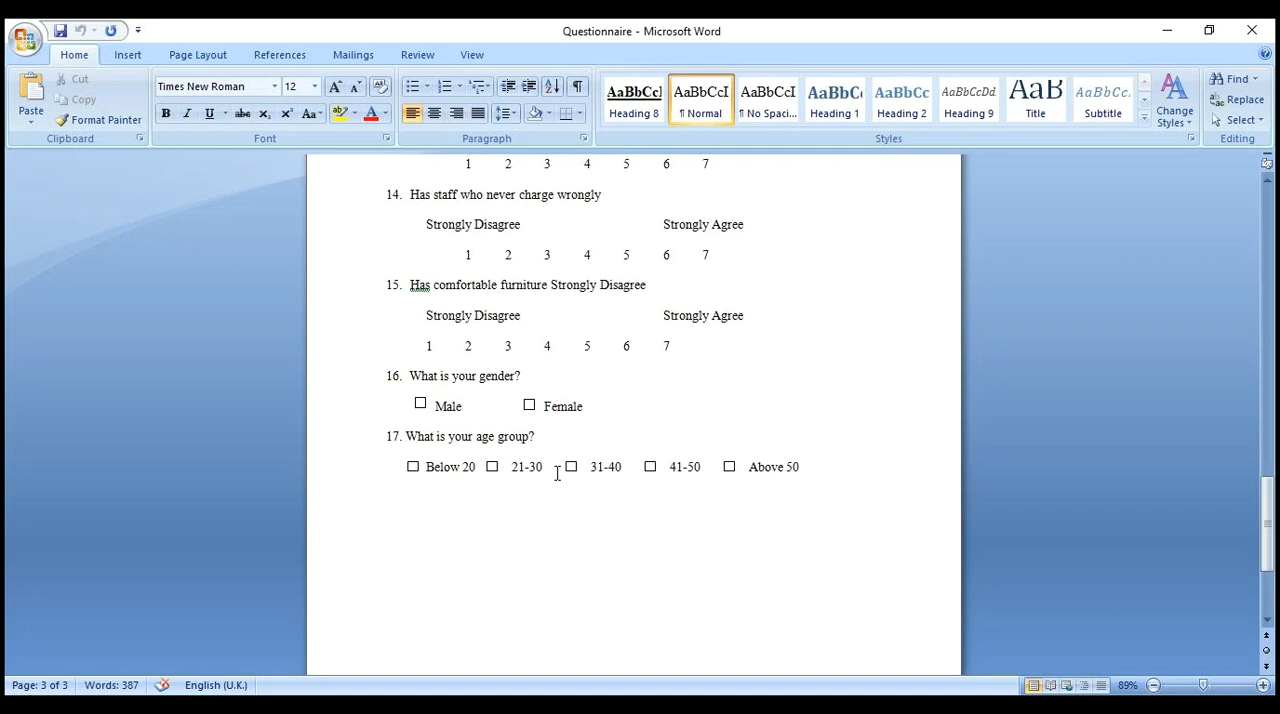 Questionnaire - Microsoft Word
Home Insert Page Layout References Mailings Review View
Paste Cut Copy Format Painter
Times New Roman 12
B I U abc x₂ x² Aa
AaBbCcI AaBbCcI AaBbCcI AaBbCc AaBbCc AaBbCcDd AaB AaBbCc.
Heading 8 ¶ Normal ¶ No Spaci... Heading 1 Heading 2 Heading 9 Title Subtitle
Change Styles
Find Replace Select
Clipboard Font Paragraph Styles Editing
1 2 3 4 5 6 7
14. Has staff who never charge wrongly
Strongly Disagree Strongly Agree
1 2 3 4 5 6 7
15. Has comfortable furniture Strongly Disagree
Strongly Disagree Strongly Agree
1 2 3 4 5 6 7
16. What is your gender?
Male Female
17. What is your age group?
Below 20 21-30 31-40 41-50 Above 50
Page: 3 of 3 Words: 387 English (U.K.) 89%